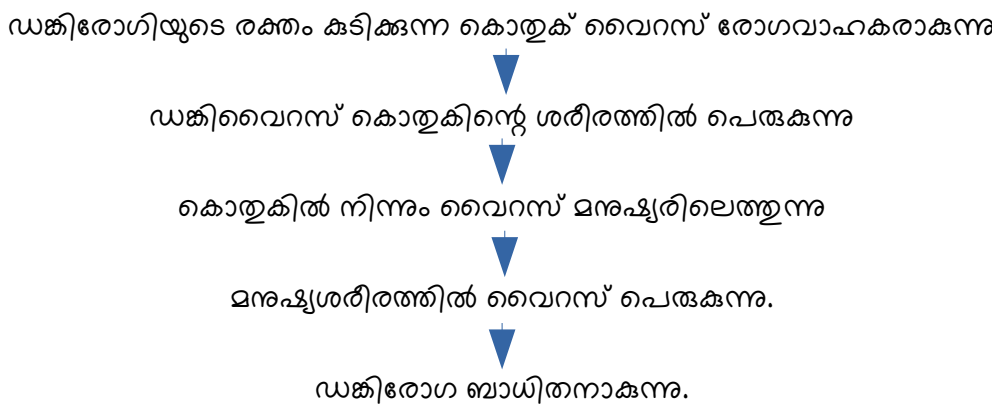 ഡങ്കിരോഗിയുടെ രക്തം കുടിക്കുന്ന കൊതുക് വൈറസ് രോഗവാഹകരാകുന്നു
ഡങ്കിവൈറസ് കൊതുകിന്റെ ശരീരത്തിൽ പെരുകുന്നു
കൊതുകിൽ നിന്നും വൈറസ് മനുഷ്യരിലെത്തുന്നു
മനുഷ്യശരീരത്തിൽ വൈറസ് പെരുകുന്നു.
ഡങ്കിരോഗ ബാധിതനാകുന്നു.